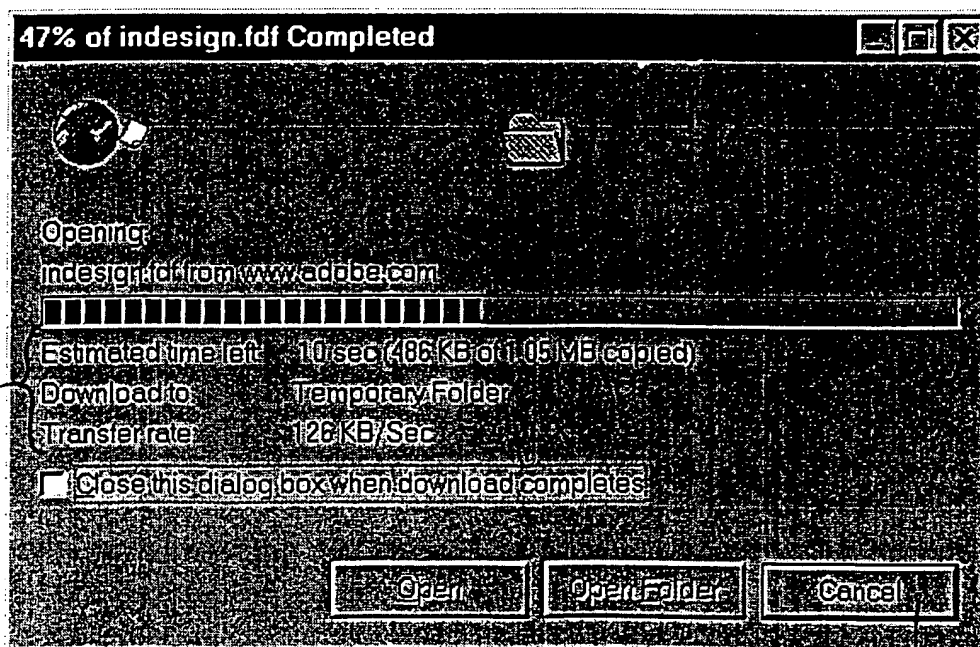 47% of indesign.fdf Completed
Opening:
indesign.fdf from www.adobe.com
Estimated time left: 10 sec (486 KB of 1.05 MB copied)
Download to: Temporary Folder
Transfer rate: 126 KB/Sec
Close this dialog box when download completes
Open
Open Folder
Cancel